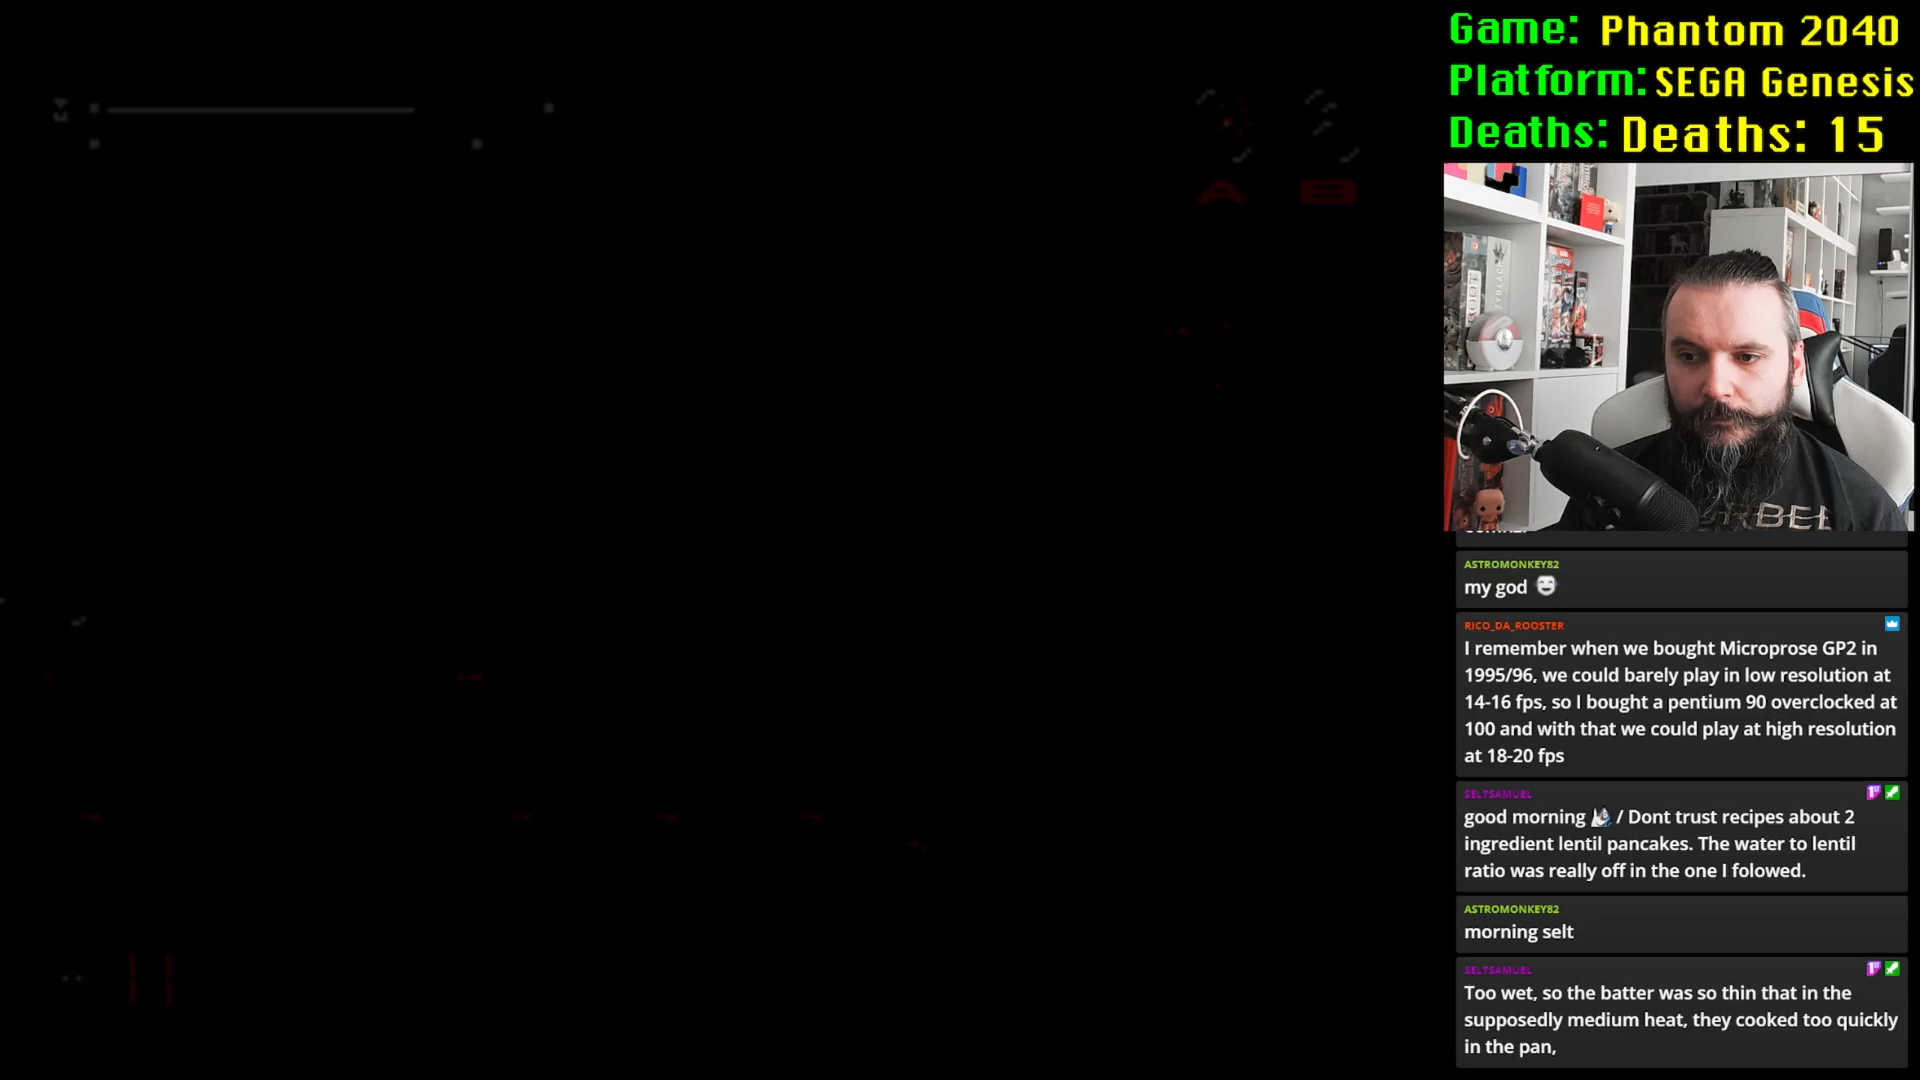 Game: Phantom 2040
Platform: SEGA Genesis
Deaths: Deaths: 15
A B
ASTROMONKEY82
my god
RICO_DA_ROOSTER
I remember when we bought Microprose GP2 in
1995/96, we could barely play in low resolution at
14-16 fps, so I bought a pentium 90 overclocked at
100 and with that we could play at high resolution
at 18-20 fps
SELTSAMUEL
good morning / Dont trust recipes about 2
ingredient lentil pancakes. The water to lentil
ratio was really off in the one I folowed.
ASTROMONKEY82
morning selt
SELTSAMUEL
Too wet, so the batter was so thin that in the
supposedly medium heat, they cooked too quickly
in the pan,